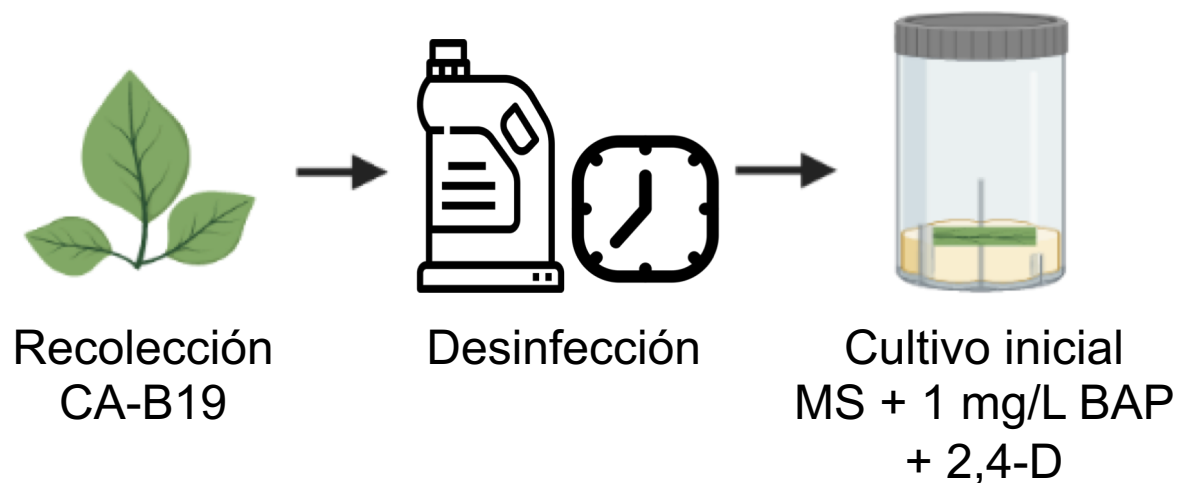 Recolección
CA-B19
Desinfección
Cultivo inicial
MS + 1 mg/L BAP
+ 2,4-D